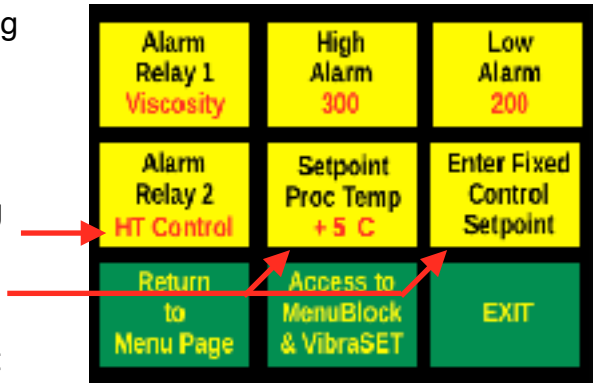 g
Alarm
Relay 1
Viscosity
High
Alarm
300
Low
Alarm
200
Alarm
Relay 2
HT Control
Setpoint
Proc Temp
+ 5 C
Enter Fixed
Control
Setpoint
Return
to
Menu Page
Access to
MenuBlock
& VibraSET
EXIT